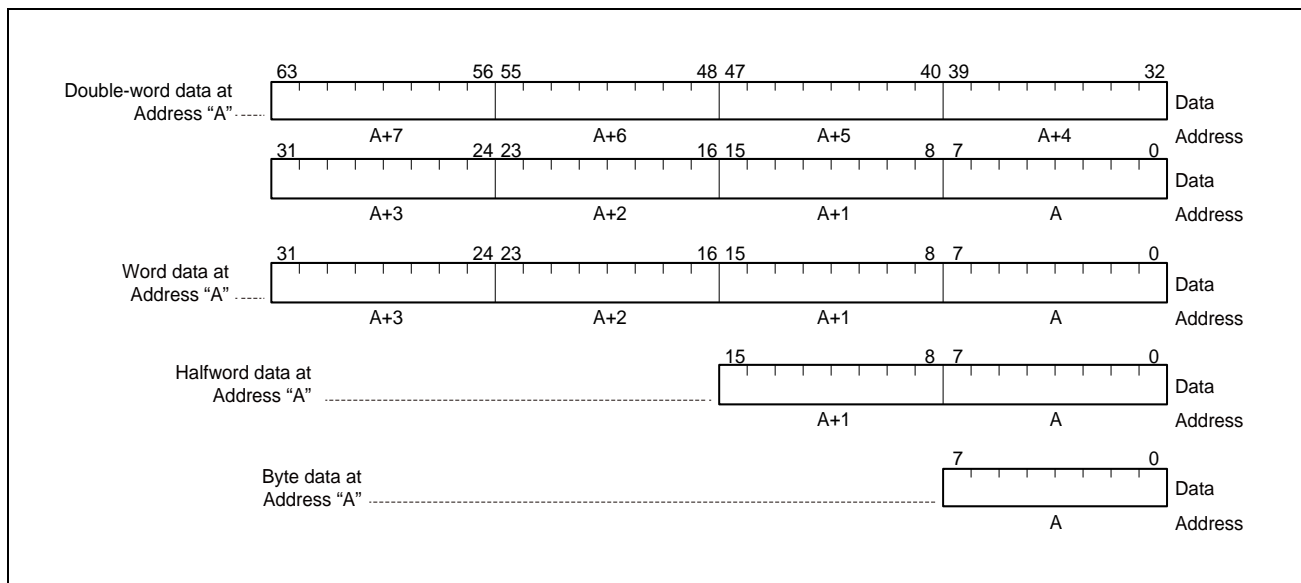 63 56 55 48 47 40 39 32
Double-word data at
Address “A”
Data
A+7 A+6 A+5 A+4 Address
31 24 23 16 15 8 7 0
Data
A+3 A+2 A+1 A Address
31 24 23 16 15 8 7 0
Word data at
Address “A”
Data
A+3 A+2 A+1 A Address
15 8 7 0
Halfword data at
Address “A”
Data
A+1 A Address
7 0
Byte data at
Address “A”
Data
A Address